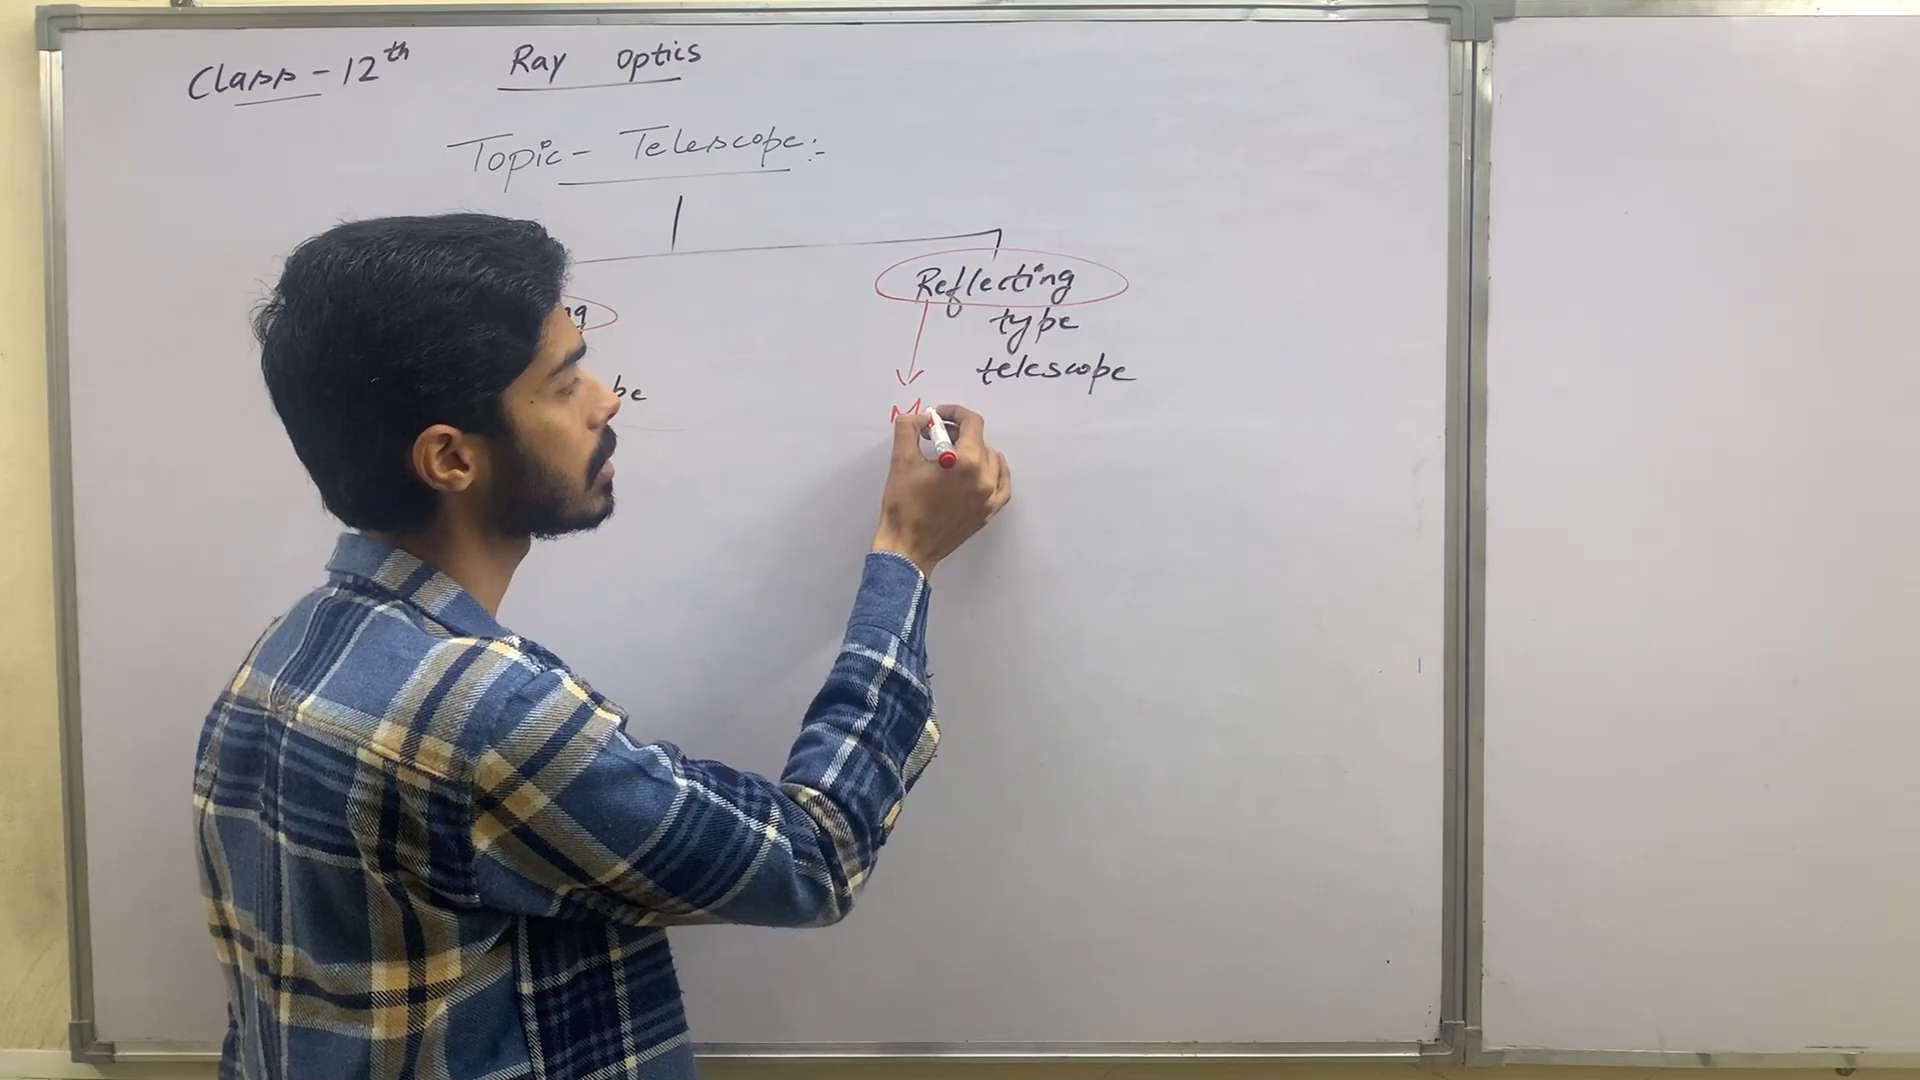 Class - 12th Ray Optics
Topic - Telescope :-
Reflecting
type
telescope